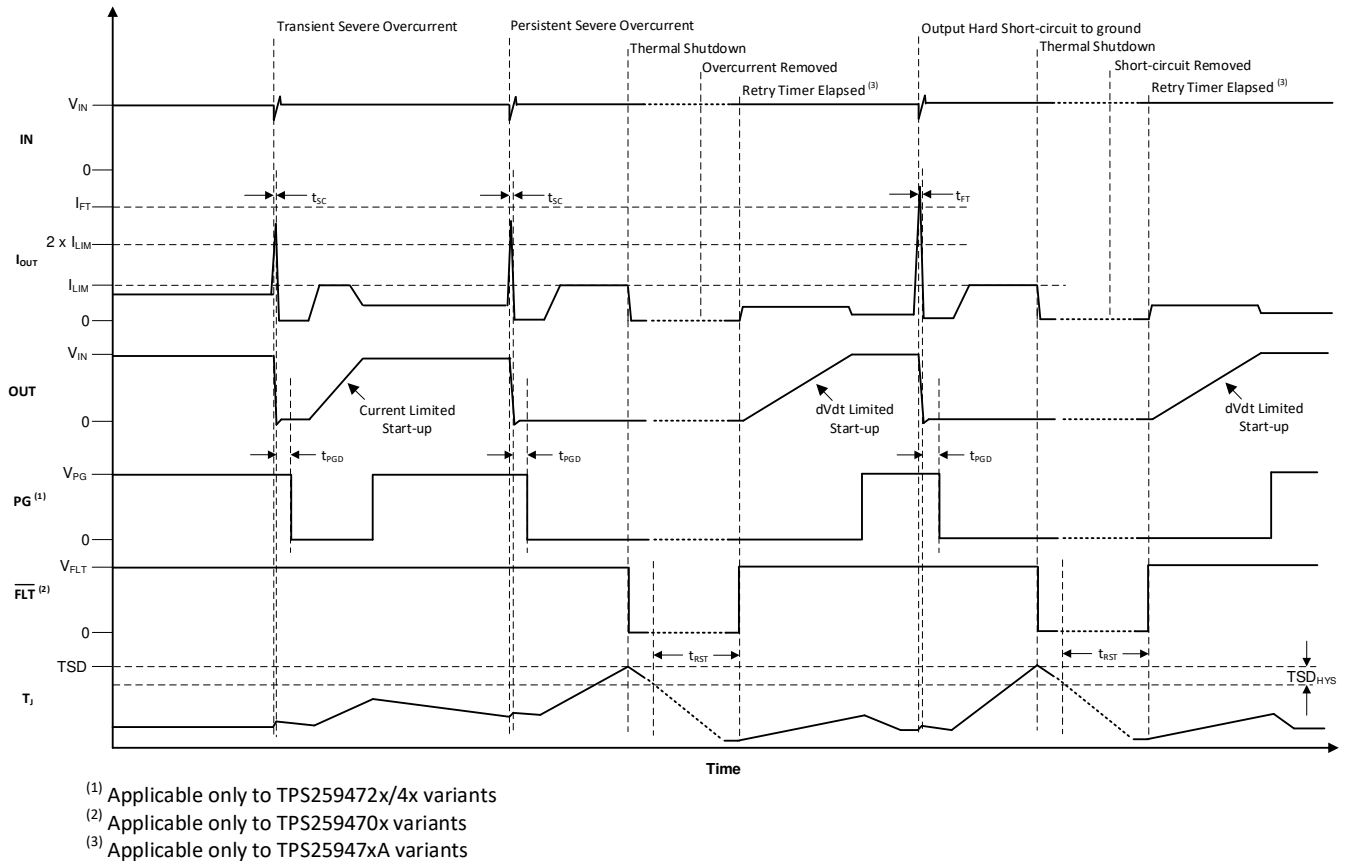 Transient Severe Overcurrent
Persistent Severe Overcurrent
Output Hard Short-circuit to ground
Thermal Shutdown
Thermal Shutdown
Overcurrent Removed
Short-circuit Removed
Retry Timer Elapsed (3)
Retry Timer Elapsed (3)
VIN
IN
0
tSC
tSC
tFT
IFT
2 x ILIM
IOUT
ILIM
0
VIN
OUT
Current Limited
Start-up
dVdt Limited
Start-up
dVdt Limited
Start-up
0
tPGD
tPGD
tPGD
VPG
PG (1)
0
VFLT
FLT (2)
0
tRST
tRST
TSD
TSDHYS
TJ
Time
(1) Applicable only to TPS259472x/4x variants
(2) Applicable only to TPS259470x variants
(3) Applicable only to TPS25947xA variants